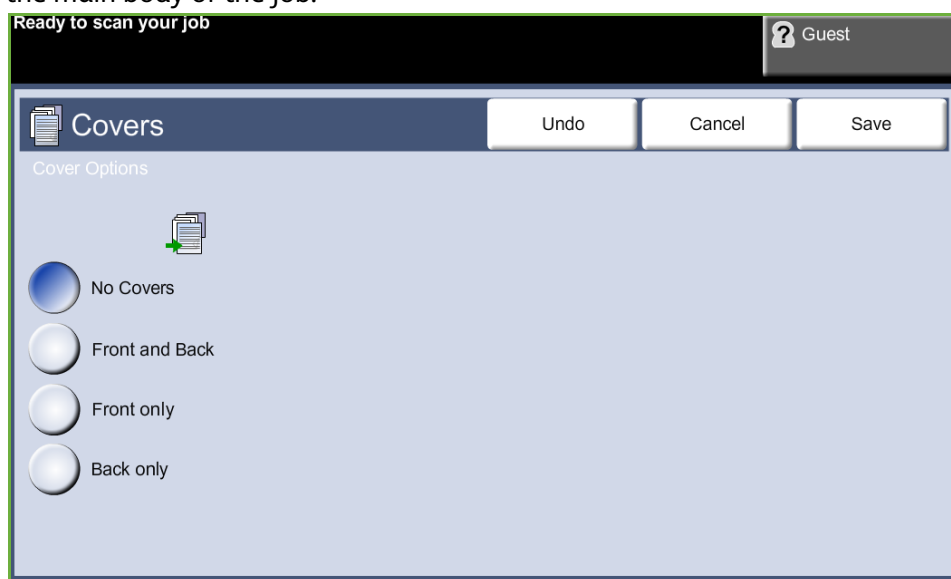 the main body of the job.
Ready to scan your job
? Guest
Covers
Undo
Cancel
Save
Cover Options
No Covers
Front and Back
Front only
Back only